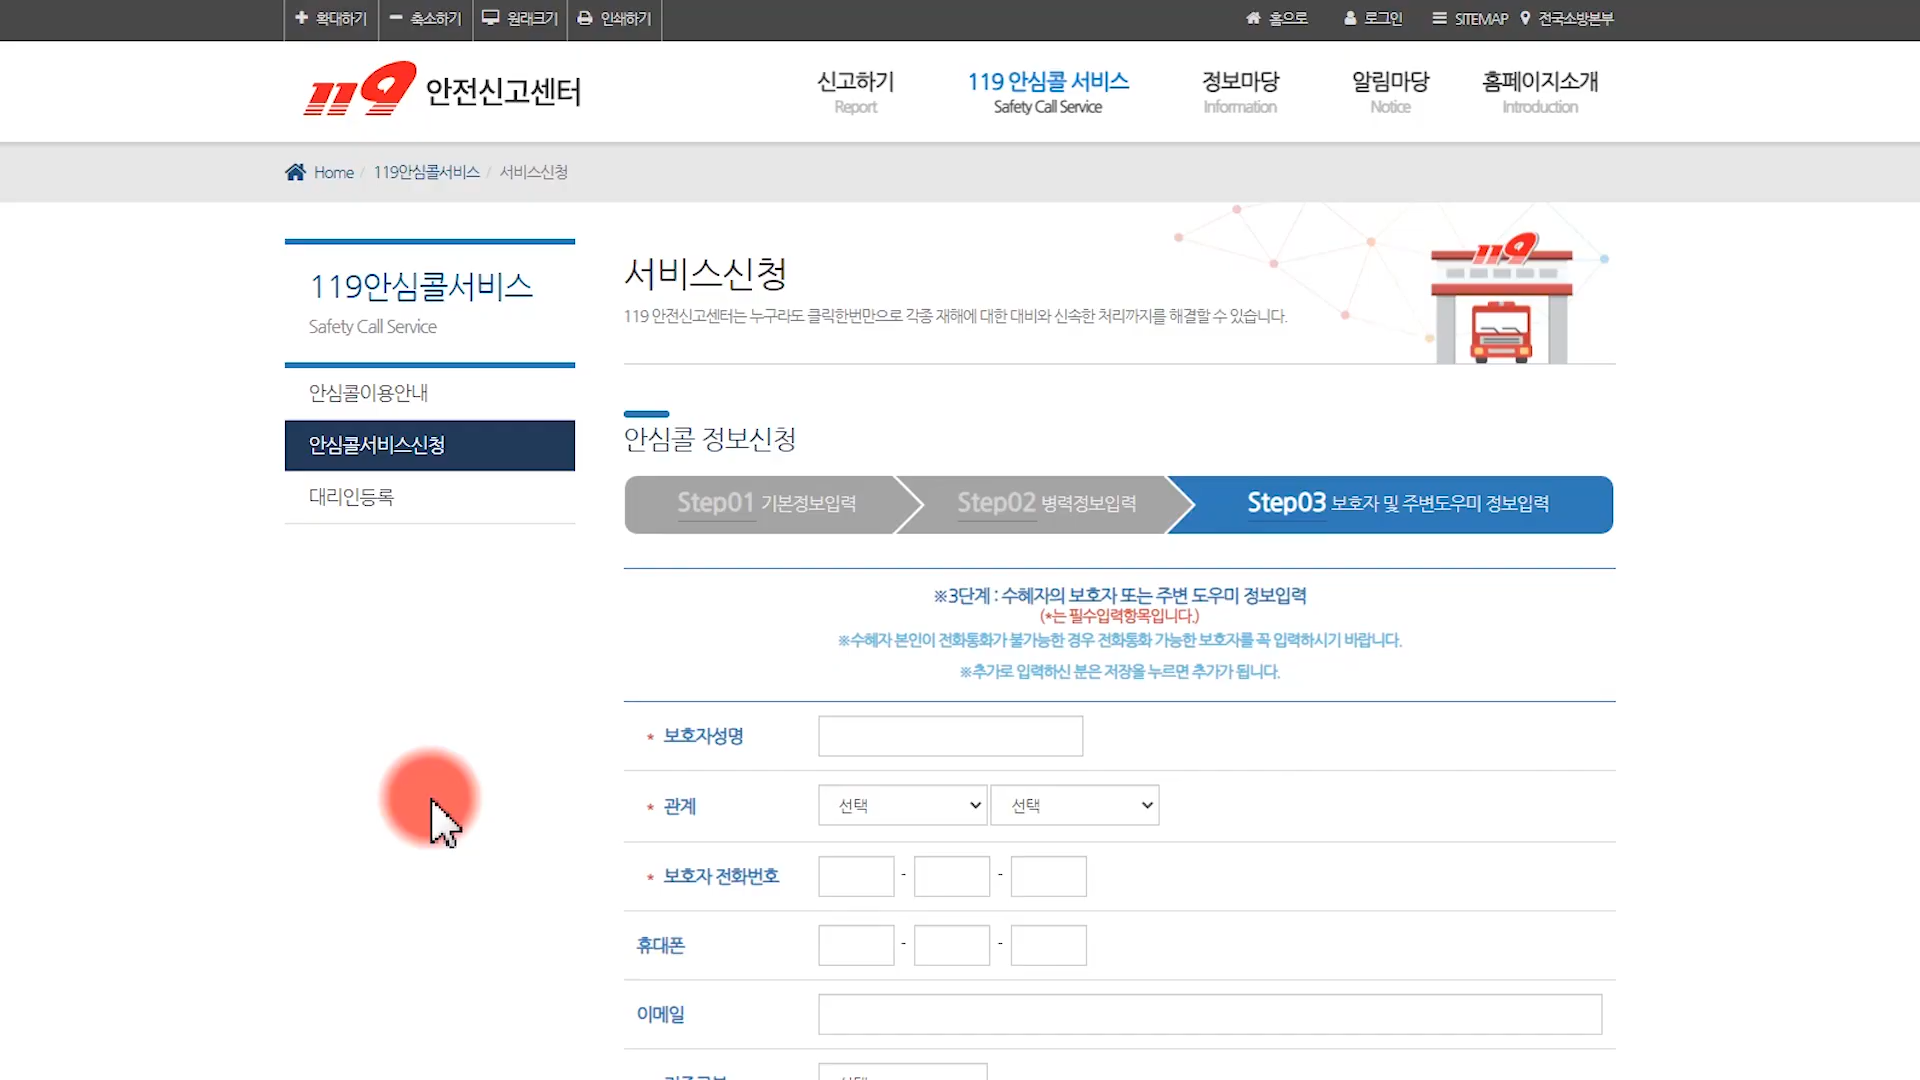 확대하기 축소하기 원래크기 인쇄하기 홈으로 로그인 SITEMAP 전국소방본부
119 안전신고센터
신고하기 119 안심콜 서비스 정보마당 알림마당 홈페이지소개
Report Safety Call Service Information Notice Introduction
Home / 119안심콜서비스 / 서비스신청
119안심콜서비스
Safety Call Service
안심콜이용안내
안심콜서비스신청
대리인등록
서비스신청
119 안전신고센터는 누구라도 클릭한번만으로 각종 재해에 대한 대비와 신속한 처리까지를 해결할 수 있습니다.
119
안심콜 정보신청
Step01 기본정보입력 Step02 병력정보입력 Step03 보호자 및 주변도우미 정보입력
※3단계 : 수혜자의 보호자 또는 주변 도우미 정보입력
(*는 필수입력항목입니다.)
※수혜자 본인이 전화통화가 불가능한 경우 전화통화 가능한 보호자를 꼭 입력하시기 바랍니다.
※추가로 입력하신 분은 저장을 누르면 추가가 됩니다.
* 보호자성명
* 관계 선택 선택
* 보호자 전화번호 - -
휴대폰 - -
이메일